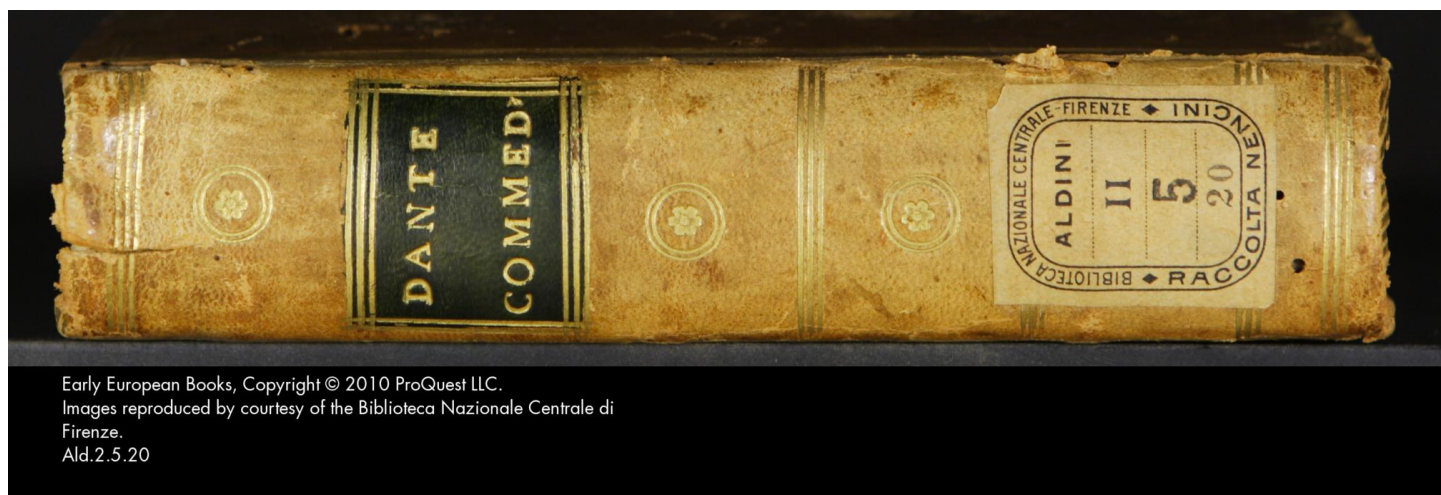 DANTE
COMMED
BIBLIOTECA NAZIONALE CENTRALE-FIRENZE ◆ RACCOLTA NENCINI ◆
ALDINI
II
5
20
Early European Books, Copyright © 2010 ProQuest LLC.
Images reproduced by courtesy of the Biblioteca Nazionale Centrale di
Firenze.
Ald.2.5.20